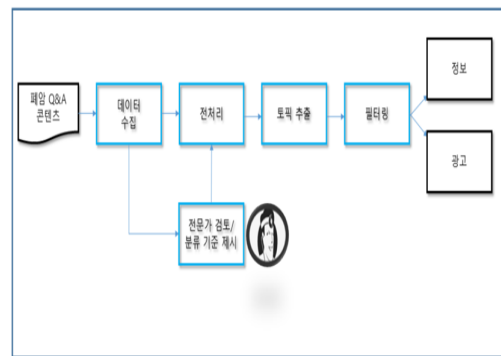 폐암 Q&A
콘텐츠
데이타
수집
전처리
토픽 추출
필터링
정보
광고
전문가 검토/
분류 기준 제시